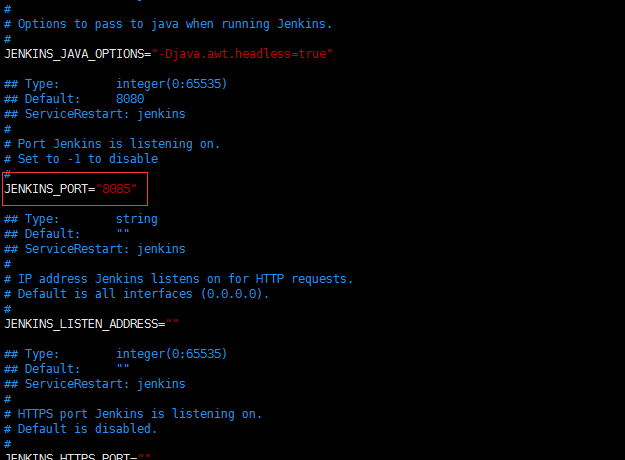 #
# Options to pass to java when running Jenkins.
#
JENKINS_JAVA_OPTIONS="-Djava.awt.headless=true"
## Type:        integer(0:65535)
## Default:     8080
## ServiceRestart: jenkins
#
# Port Jenkins is listening on.
# Set to -1 to disable
#
JENKINS_PORT="8085"
## Type:        string
## Default:     ""
## ServiceRestart: jenkins
#
# IP address Jenkins listens on for HTTP requests.
# Default is all interfaces (0.0.0.0).
#
JENKINS_LISTEN_ADDRESS=""
## Type:        integer(0:65535)
## Default:     ""
## ServiceRestart: jenkins
#
# HTTPS port Jenkins is listening on.
# Default is disabled.
#
JENKINS_HTTPS_PORT=""